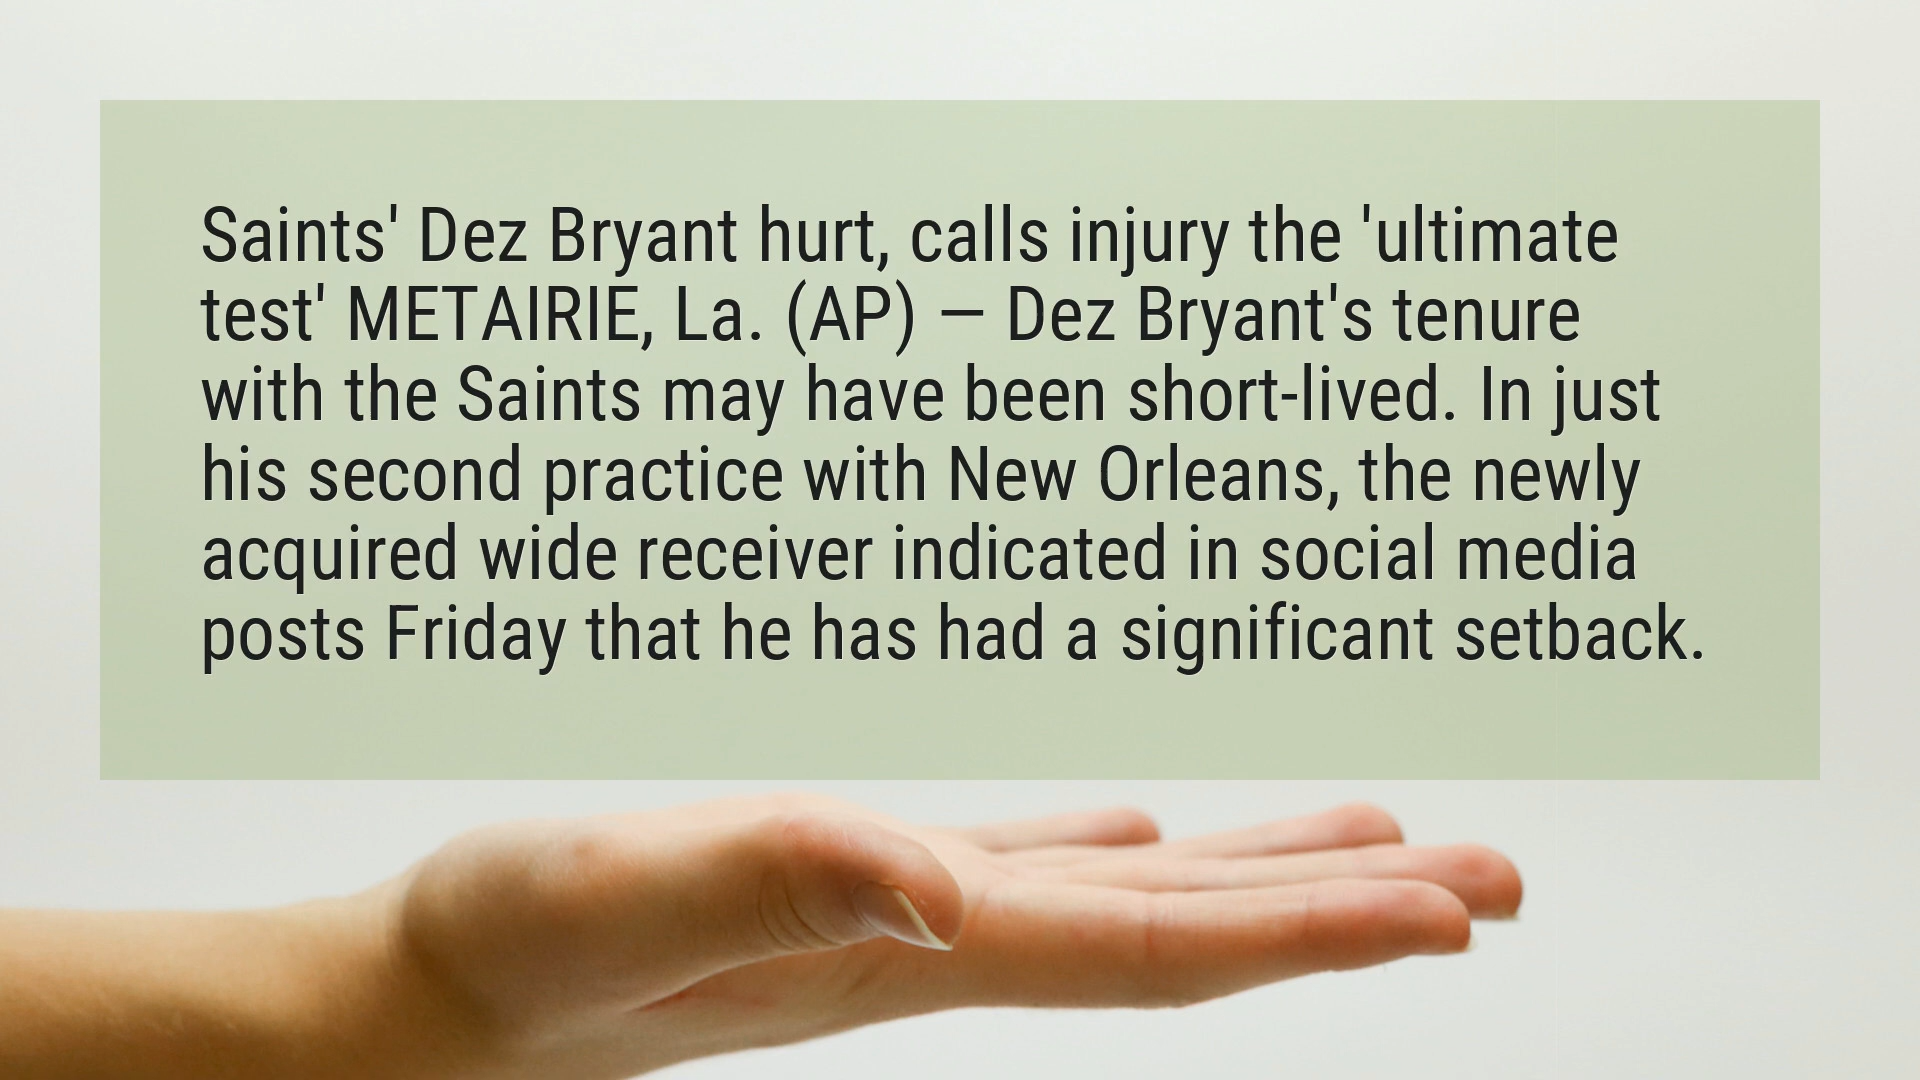 Saints' Dez Bryant hurt, calls injury the 'ultimate
test' METAIRIE, La. (AP) — Dez Bryant's tenure
with the Saints may have been short-lived. In just
his second practice with New Orleans, the newly
acquired wide receiver indicated in social media
posts Friday that he has had a significant setback.